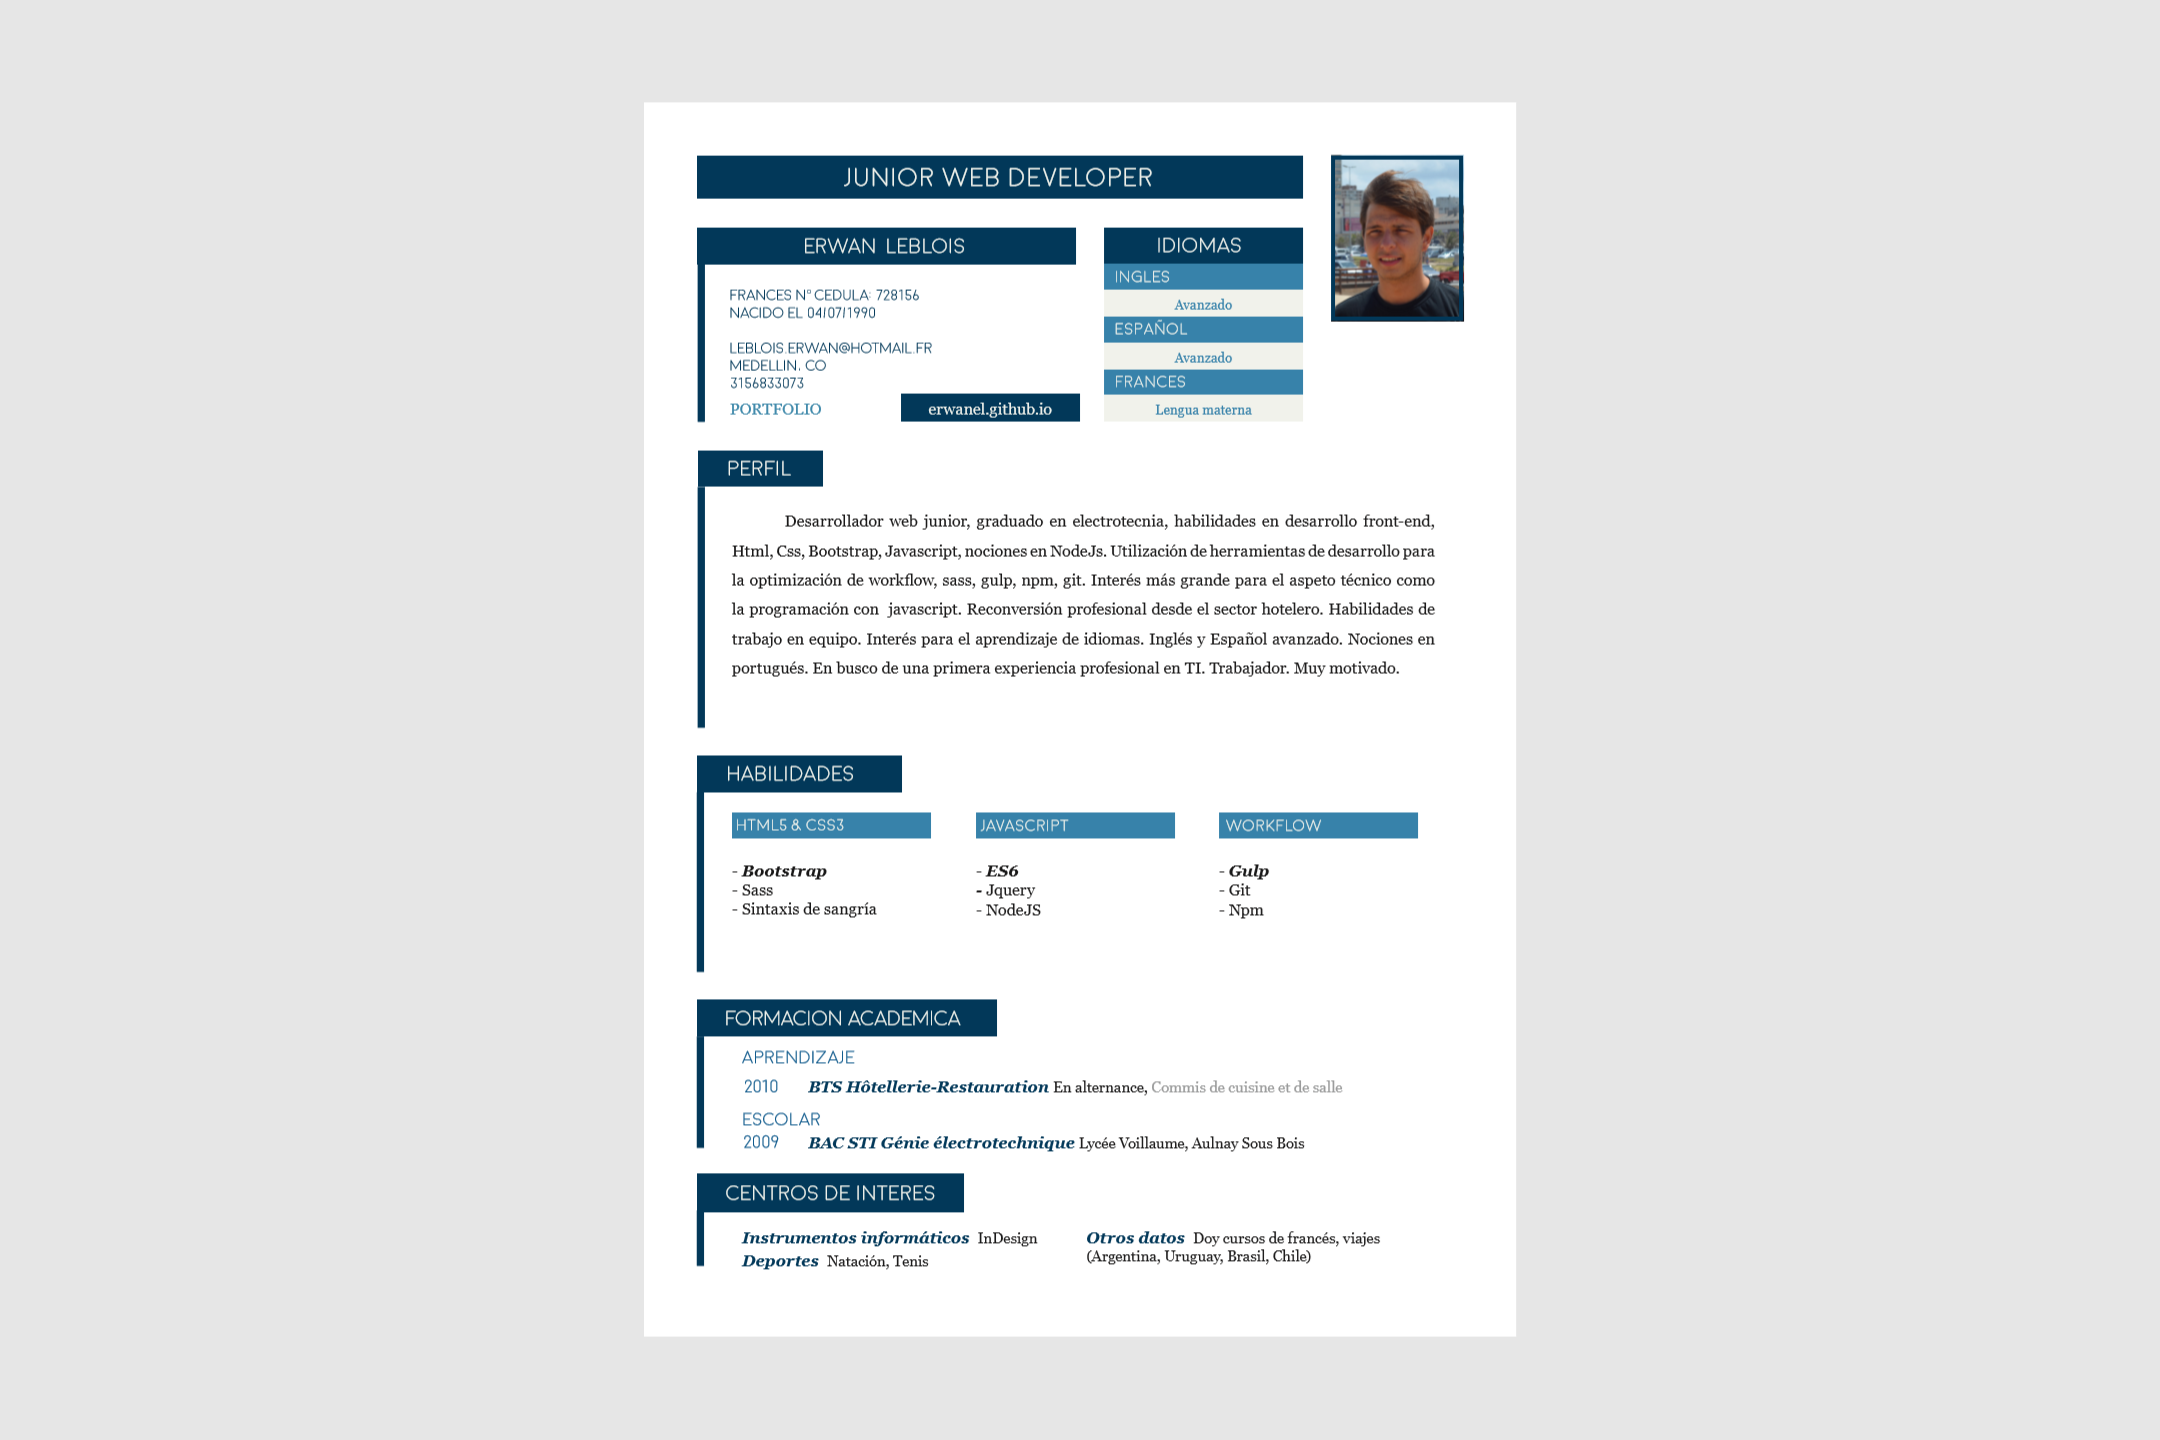 JUNIOR WEB DEVELOPER
ERWAN LEBLOIS
FRANCES Nº CEDULA: 728156
NACIDO EL 04/07/1990
LEBLOIS.ERWAN@HOTMAIL.FR
MEDELLIN, CO
3156833073
PORTFOLIO erwanel.github.io
IDIOMAS
INGLES
Avanzado
ESPAÑOL
Avanzado
FRANCES
Lengua materna
PERFIL
Desarrollador web junior, graduado en electrotecnia, habilidades en desarrollo front-end,
Html, Css, Bootstrap, Javascript, nociones en NodeJs. Utilización de herramientas de desarrollo para
la optimización de workflow, sass, gulp, npm, git. Interés más grande para el aspeto técnico como
la programación con javascript. Reconversión profesional desde el sector hotelero. Habilidades de
trabajo en equipo. Interés para el aprendizaje de idiomas. Inglés y Español avanzado. Nociones en
portugués. En busco de una primera experiencia profesional en TI. Trabajador. Muy motivado.
HABILIDADES
HTML5 & CSS3
- Bootstrap
- Sass
- Sintaxis de sangría
JAVASCRIPT
- ES6
- Jquery
- NodeJS
WORKFLOW
- Gulp
- Git
- Npm
FORMACION ACADEMICA
APRENDIZAJE
2010 BTS Hôtellerie-Restauration En alternance, Commis de cuisine et de salle
ESCOLAR
2009 BAC STI Génie électrotechnique Lycée Voillaume, Aulnay Sous Bois
CENTROS DE INTERES
Instrumentos informáticos InDesign
Deportes Natación, Tenis
Otros datos Doy cursos de francés, viajes
(Argentina, Uruguay, Brasil, Chile)